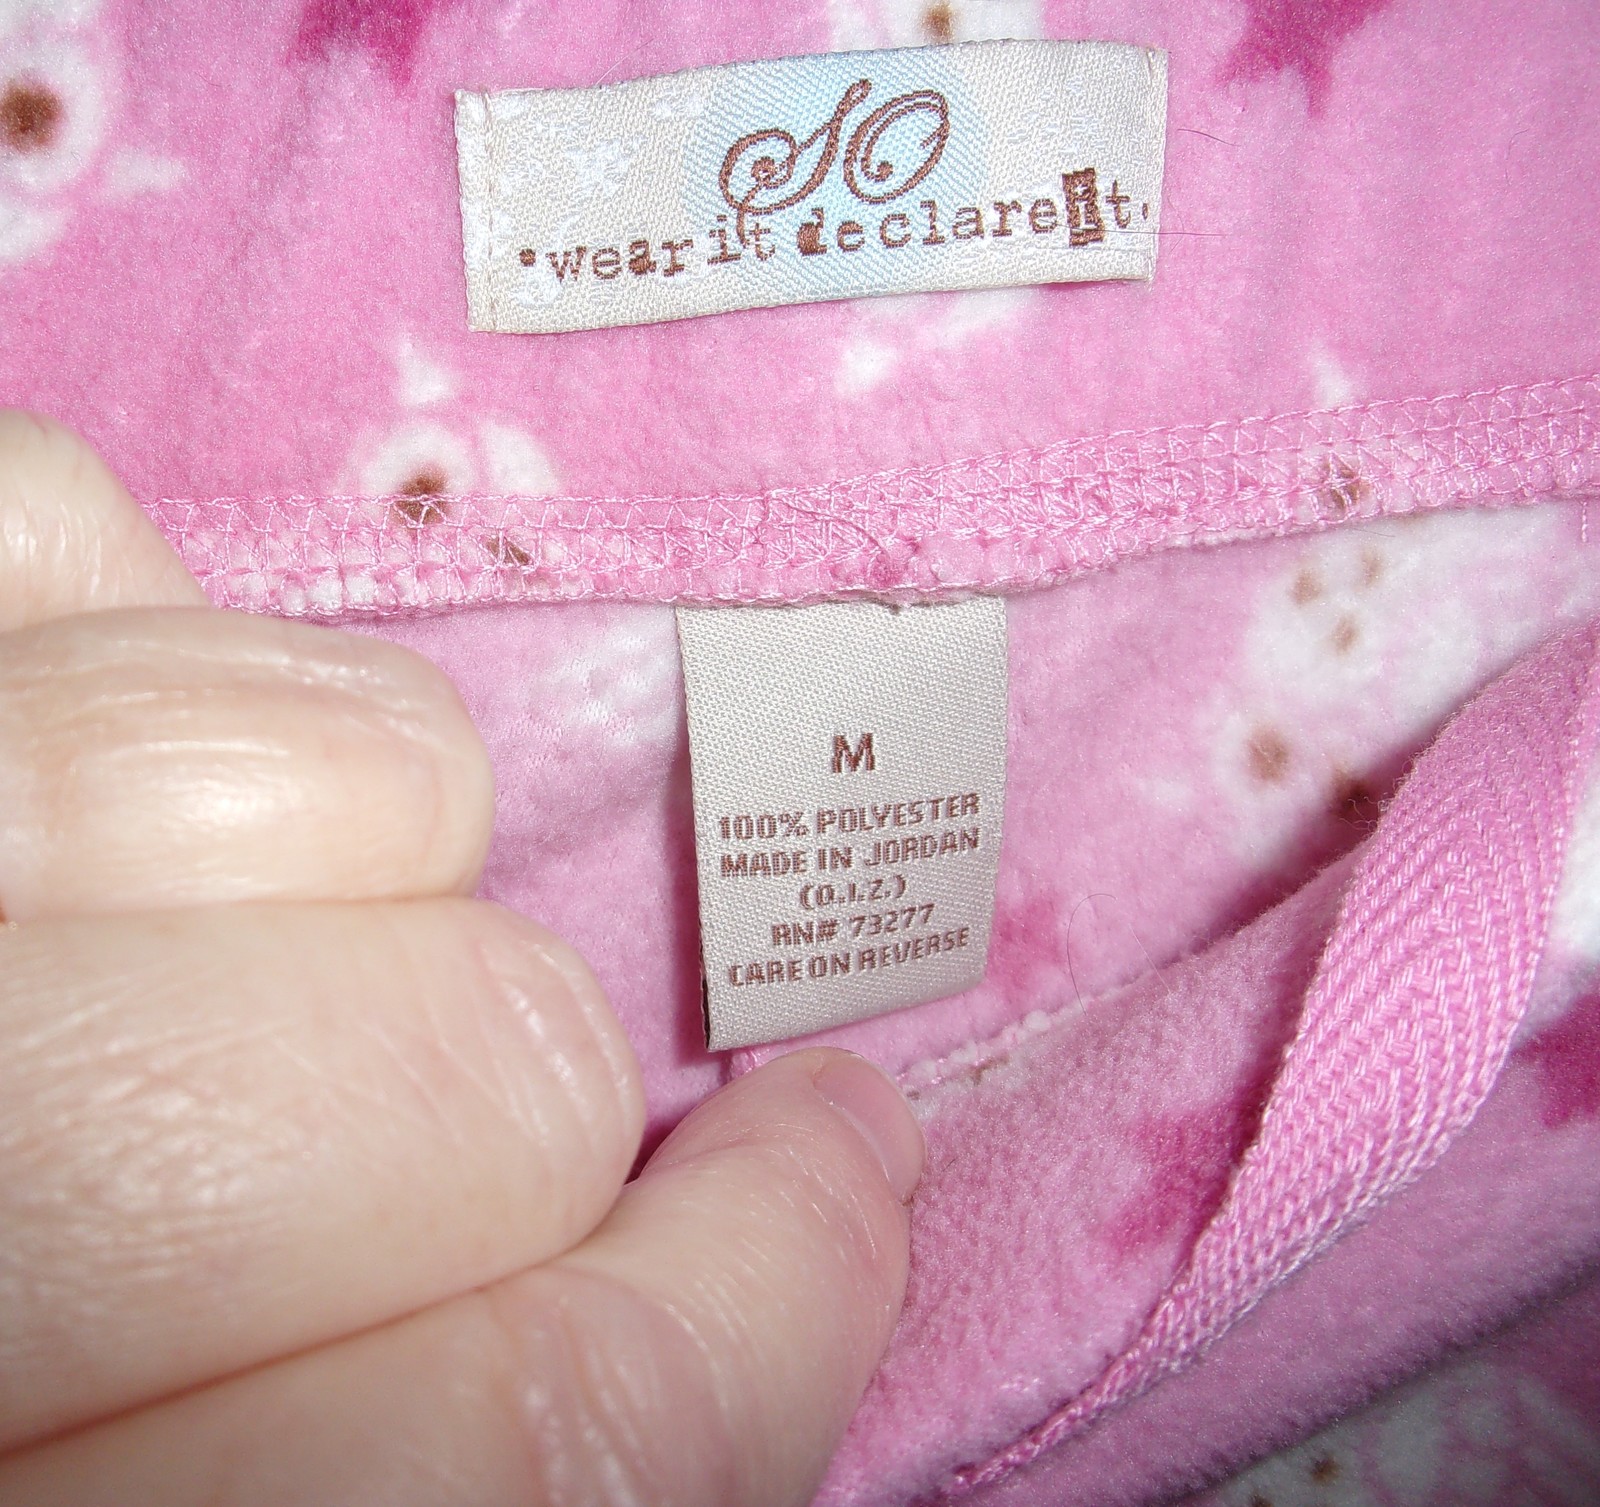 SO
•wear it declare it•
M
100% POLYESTER
MADE IN JORDAN
(Q.I.Z.)
RN# 73277
CARE ON REVERSE